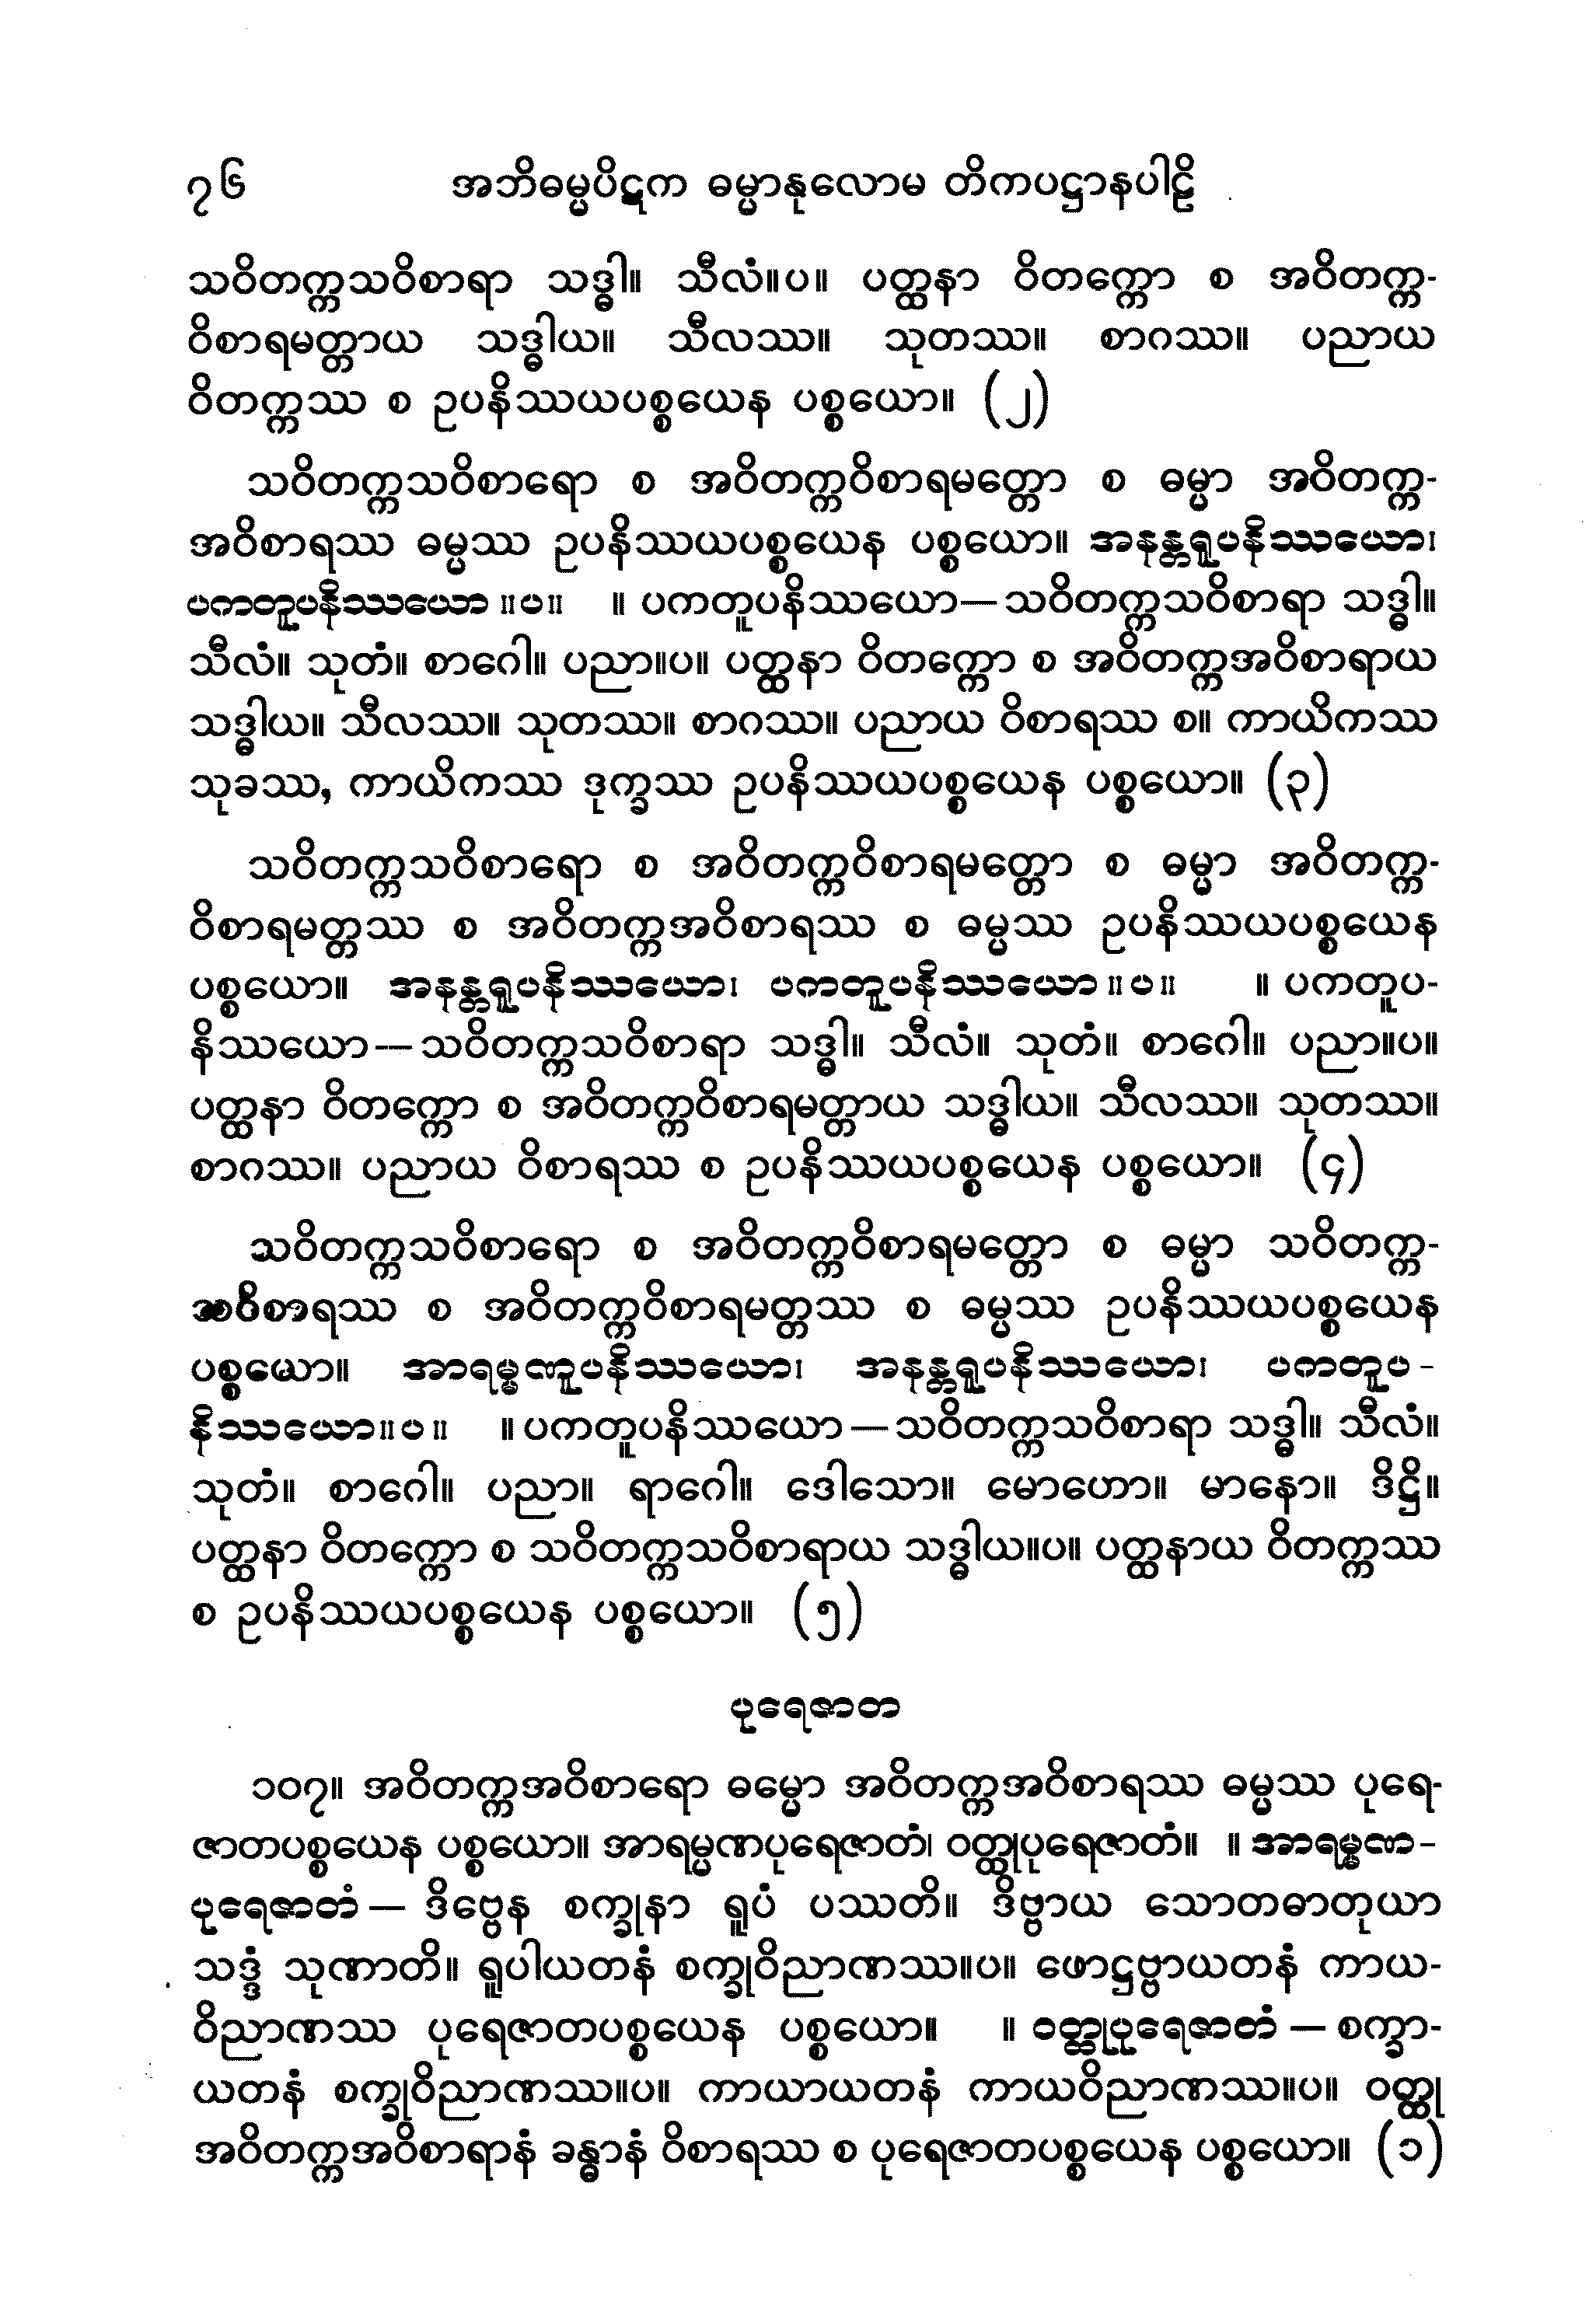 ၇၆ အဘိဓမ္မပိဋက ဓမ္မာနုလောမ တိကပဋ္ဌာနပါဠိ
သဝိတက္ကသဝိစာရာ သဒ္ဓါ။ သီလံ။ပ။ ပတ္ထနာ ဝိတက္ကော စ အဝိတက္က-
ဝိစာရမတ္တာယ သဒ္ဓါယ။ သီလဿ။ သုတဿ။ စာဂဿ။ ပညာယ
ဝိတက္ကဿ စ ဥပနိဿယပစ္စယေန ပစ္စယော။ (၂)
သဝိတက္ကသဝိစာရော စ အဝိတက္ကဝိစာရမတ္တော စ ဓမ္မာ အဝိတက္က-
အဝိစာရဿ ဓမ္မဿ ဥပနိဿယပစ္စယေန ပစ္စယော။ အနန္တရူပနိဿယော၊
ပကတူပနိဿယော ။ပ။ ။ ပကတူပနိဿယော—သဝိတက္ကသဝိစာရာ သဒ္ဓါ။
သီလံ။ သုတံ။ စာဂေါ။ ပညာ။ပ။ ပတ္ထနာ ဝိတက္ကော စ အဝိတက္ကအဝိစာရာယ
သဒ္ဓါယ။ သီလဿ။ သုတဿ။ စာဂဿ။ ပညာယ ဝိစာရဿ စ။ ကာယိကဿ
သုခဿ, ကာယိကဿ ဒုက္ခဿ ဥပနိဿယပစ္စယေန ပစ္စယော။ (၃)
သဝိတက္ကသဝိစာရော စ အဝိတက္ကဝိစာရမတ္တော စ ဓမ္မာ အဝိတက္က-
ဝိစာရမတ္တဿ စ အဝိတက္ကအဝိစာရဿ စ ဓမ္မဿ ဥပနိဿယပစ္စယေန
ပစ္စယော။ အနန္တရူပနိဿယော၊ ပကတူပနိဿယော ။ပ။ ။ ပကတူပ-
နိဿယော—သဝိတက္ကသဝိစာရာ သဒ္ဓါ။ သီလံ။ သုတံ။ စာဂေါ။ ပညာ။ပ။
ပတ္ထနာ ဝိတက္ကော စ အဝိတက္ကဝိစာရမတ္တာယ သဒ္ဓါယ။ သီလဿ။ သုတဿ။
စာဂဿ။ ပညာယ ဝိစာရဿ စ ဥပနိဿယပစ္စယေန ပစ္စယော။ (၄)
သဝိတက္ကသဝိစာရော စ အဝိတက္ကဝိစာရမတ္တော စ ဓမ္မာ သဝိတက္က-
သဝိစာရဿ စ အဝိတက္ကဝိစာရမတ္တဿ စ ဓမ္မဿ ဥပနိဿယပစ္စယေန
ပစ္စယော။ အာရမ္မဏူပနိဿယော၊ အနန္တရူပနိဿယော၊ ပကတူပ-
နိဿယော။ပ။ ။ ပကတူပနိဿယော—သဝိတက္ကသဝိစာရာ သဒ္ဓါ။ သီလံ။
သုတံ။ စာဂေါ။ ပညာ။ ရာဂေါ။ ဒေါသော။ မောဟော။ မာနော။ ဒိဋ္ဌိ။
ပတ္ထနာ ဝိတက္ကော စ သဝိတက္ကသဝိစာရာယ သဒ္ဓါယ။ပ။ ပတ္ထနာယ ဝိတက္ကဿ
စ ဥပနိဿယပစ္စယေန ပစ္စယော။ (၅)
ပုရေဇာတ
၁၀၇။ အဝိတက္ကအဝိစာရော ဓမ္မော အဝိတက္ကအဝိစာရဿ ဓမ္မဿ ပုရေ-
ဇာတပစ္စယေန ပစ္စယော။ အာရမ္မဏပုရေဇာတံ၊ ဝတ္ထုပုရေဇာတံ။ ။ အာရမ္မဏ-
ပုရေဇာတံ — ဒိဗ္ဗေန စက္ခုနာ ရူပံ ပဿတိ။ ဒိဗ္ဗာယ သောတဓာတုယာ
သဒ္ဒံ သုဏာတိ။ ရူပါယတနံ စက္ခုဝိညာဏဿ။ပ။ ဖောဋ္ဌဗ္ဗာယတနံ ကာယ-
ဝိညာဏဿ ပုရေဇာတပစ္စယေန ပစ္စယော။ ။ ဝတ္ထုပုရေဇာတံ — စက္ခာ-
ယတနံ စက္ခုဝိညာဏဿ။ပ။ ကာယာယတနံ ကာယဝိညာဏဿ။ပ။ ဝတ္ထု
အဝိတက္ကအဝိစာရာနံ ခန္ဓာနံ ဝိစာရဿ စ ပုရေဇာတပစ္စယေန ပစ္စယော။ (၁)